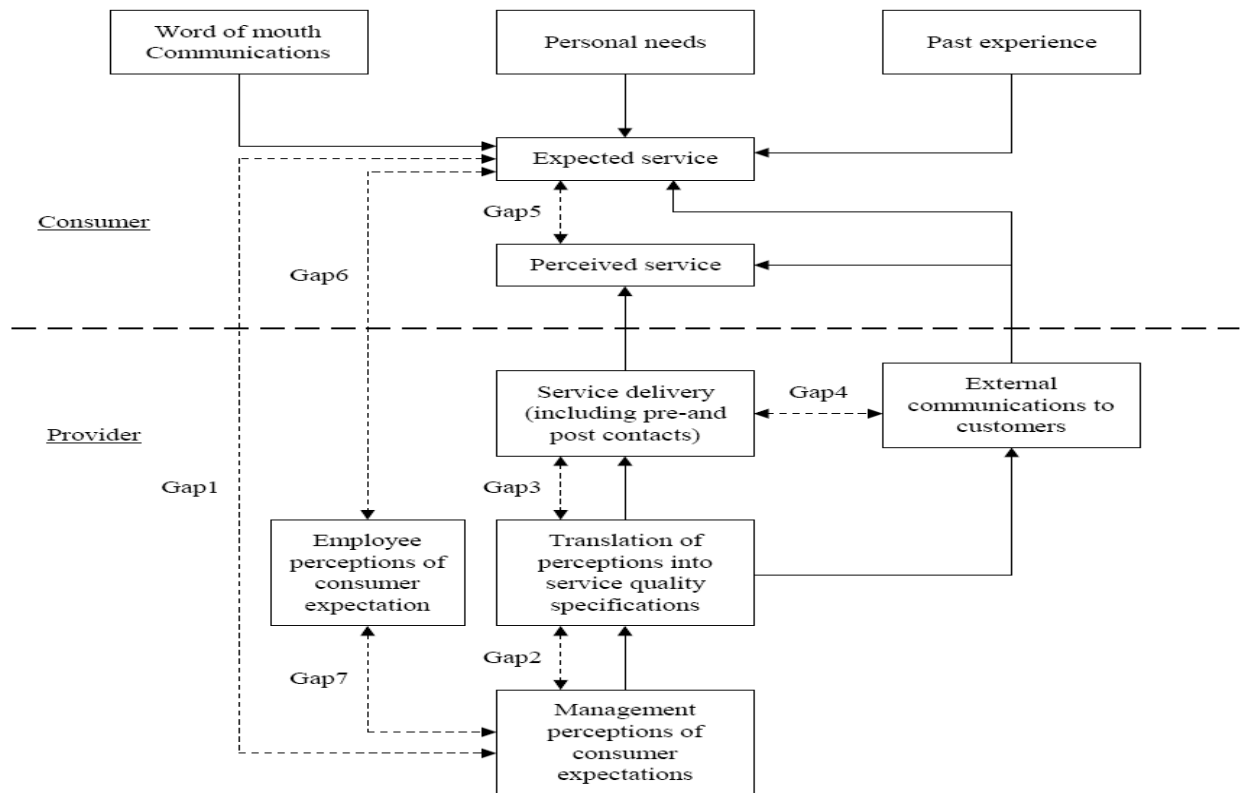 Word of mouth
Communications
Personal needs
Past experience
Expected service
Gap5
Consumer
Perceived service
Gap6
Service delivery
(including pre-and
post contacts)
Gap4
External
communications to
customers
Provider
Gap1
Gap3
Employee
perceptions of
consumer
expectation
Translation of
perceptions into
service quality
specifications
Gap2
Gap7
Management
perceptions of
consumer
expectations